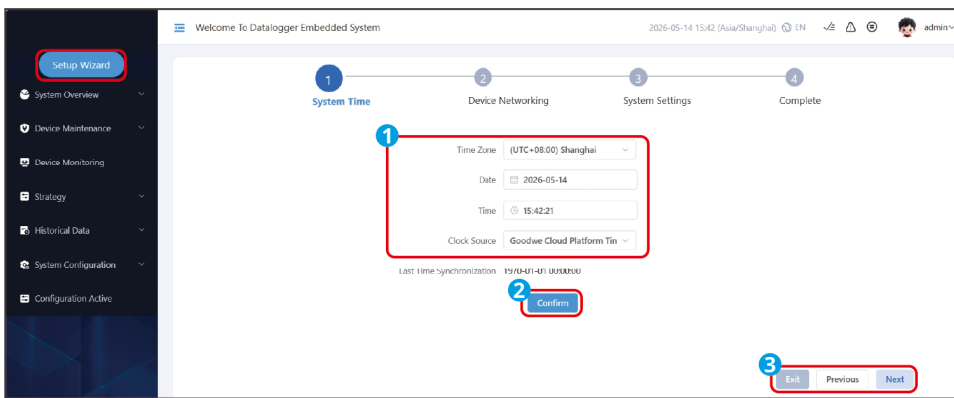 Welcome To Datalogger Embedded System
2026-05-14 15:42 (Asia/Shanghai) EN
admin
Setup Wizard
System Overview
Device Maintenance
Device Monitoring
Strategy
Historical Data
System Configuration
Configuration Active
1
System Time
2
Device Networking
3
System Settings
4
Complete
1
Time Zone (UTC+08:00) Shanghai
Date 2026-05-14
Time 15:42:21
Clock Source Goodwe Cloud Platform Tin
Last Time Synchronization 1970-01-01 00:00:00
2
Confirm
3
Exit Previous Next